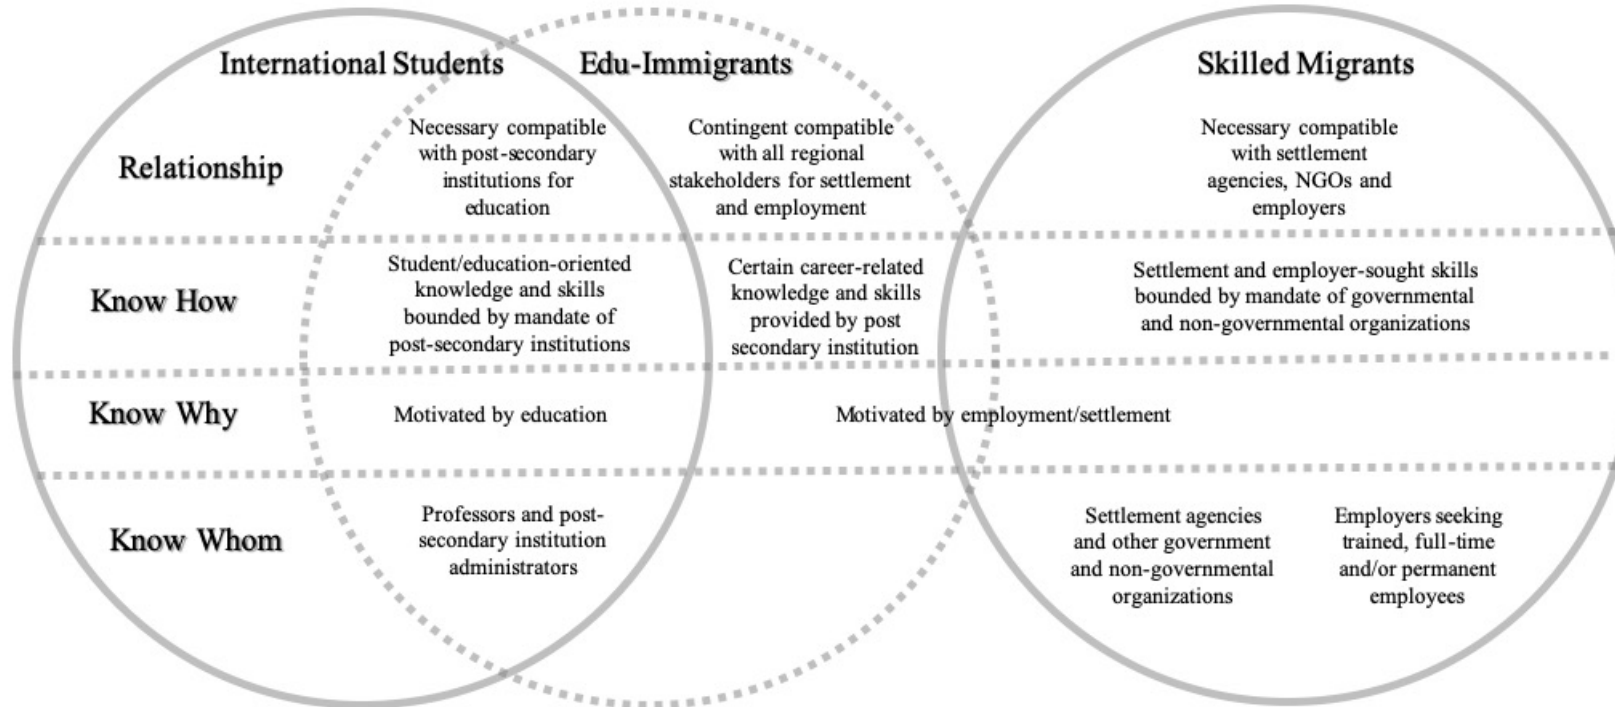 International Students
Edu-Immigrants
Skilled Migrants
Relationship
Necessary compatible
with post-secondary
institutions for
education
Contingent compatible
with all regional
stakeholders for settlement
and employment
Necessary compatible
with settlement
agencies, NGOs and
employers
Know How
Student/education-oriented
knowledge and skills
bounded by mandate of
post-secondary institutions
Certain career-related
knowledge and skills
provided by post
secondary institution
Settlement and employer-sought skills
bounded by mandate of governmental
and non-governmental organizations
Know Why
Motivated by education
Motivated by employment/settlement
Know Whom
Professors and post-
secondary institution
administrators
Settlement agencies
and other government
and non-governmental
organizations
Employers seeking
trained, full-time
and/or permanent
employees